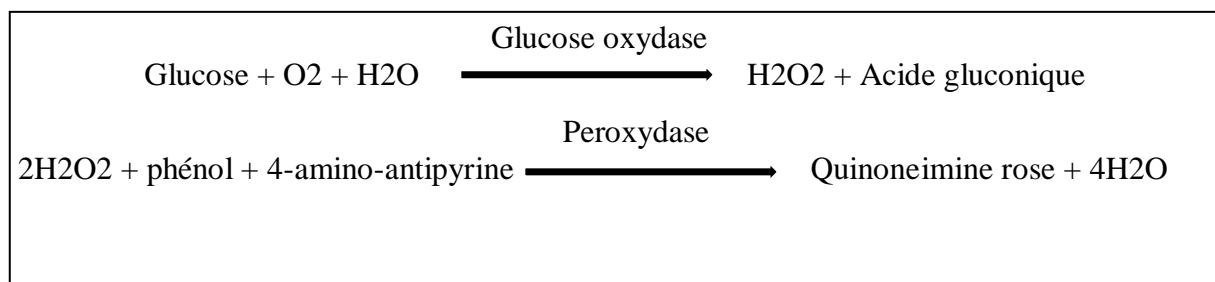 Glucose oxydase
Glucose + O2 + H2O H2O2 + Acide gluconique
Peroxydase
2H2O2 + phénol + 4-amino-antipyrine Quinoneimine rose + 4H2O